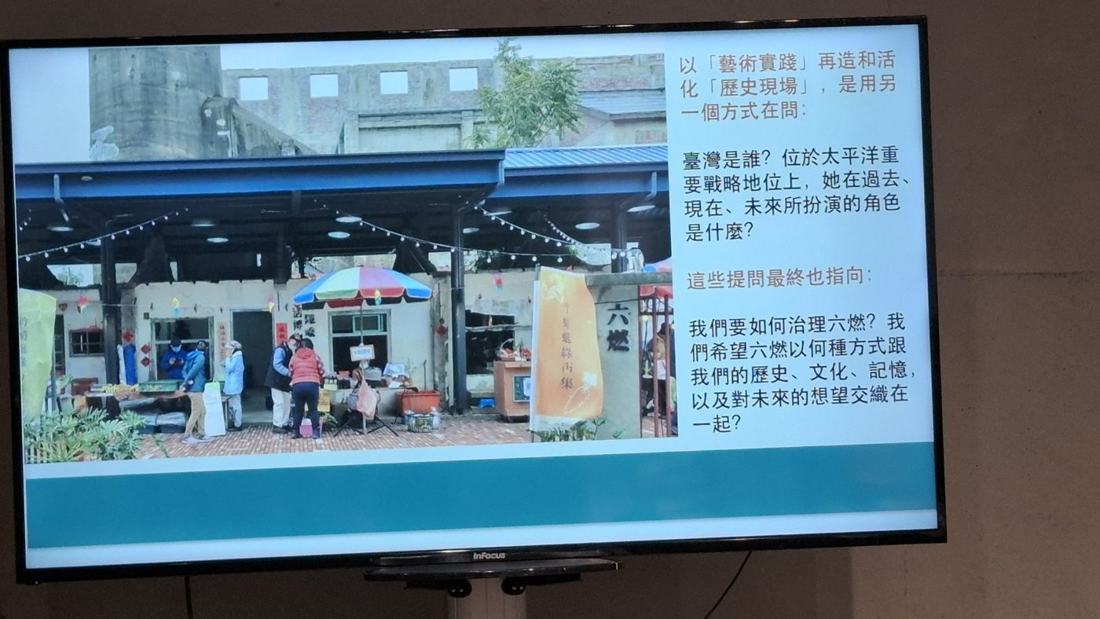 以「藝術實踐」再造和活
化「歷史現場」，是用另
一個方式在問：
臺灣是誰？位於太平洋重
要戰略地位上，她在過去、
現在、未來所扮演的角色
是什麼？
這些提問最終也指向：
我們要如何治理六燃？我
們希望六燃以何種方式跟
我們的歷史、文化、記憶，
以及對未來的想望交織在
一起？
六燃
InFocus